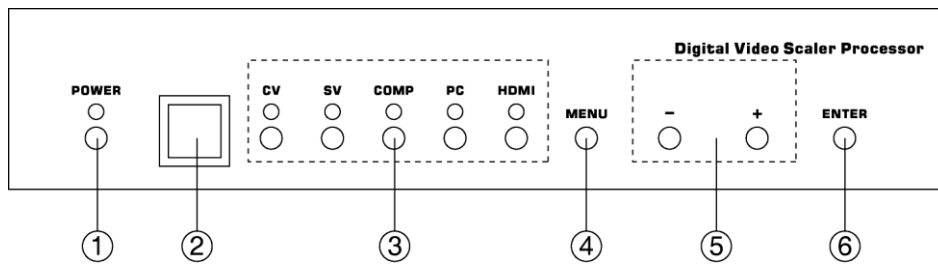 Digital Video Scaler Processor
POWER
CV SV COMP PC HDMI
MENU
− +
ENTER
① ② ③ ④ ⑤ ⑥